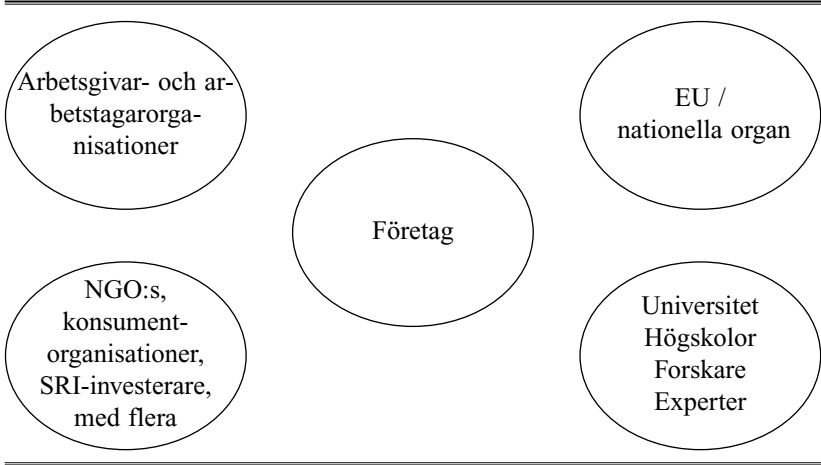 Arbetsgivar- och ar-
betstagarorga-
nisationer
EU /
nationella organ
Företag
NGO:s,
konsument-
organisationer,
SRI-investerare,
med flera
Universitet
Högskolor
Forskare
Experter